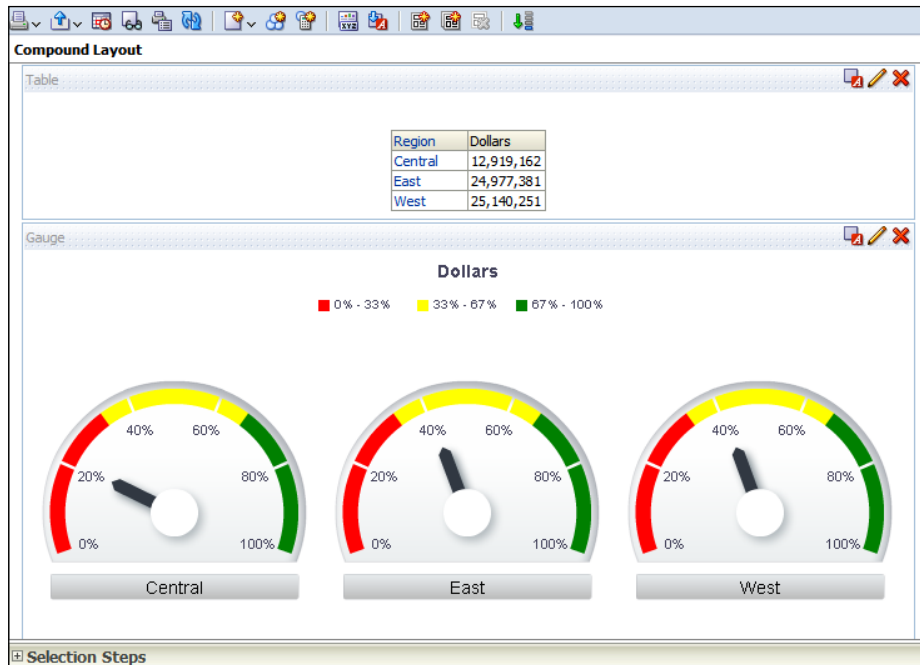 Compound Layout
Table
Region Dollars
Central 12,919,162
East 24,977,381
West 25,140,251
Gauge
Dollars
0% - 33% 33% - 67% 67% - 100%
40% 60% 40% 60% 40% 60%
20% 80% 20% 80% 20% 80%
0% 100% 0% 100% 0% 100%
Central East West
Selection Steps